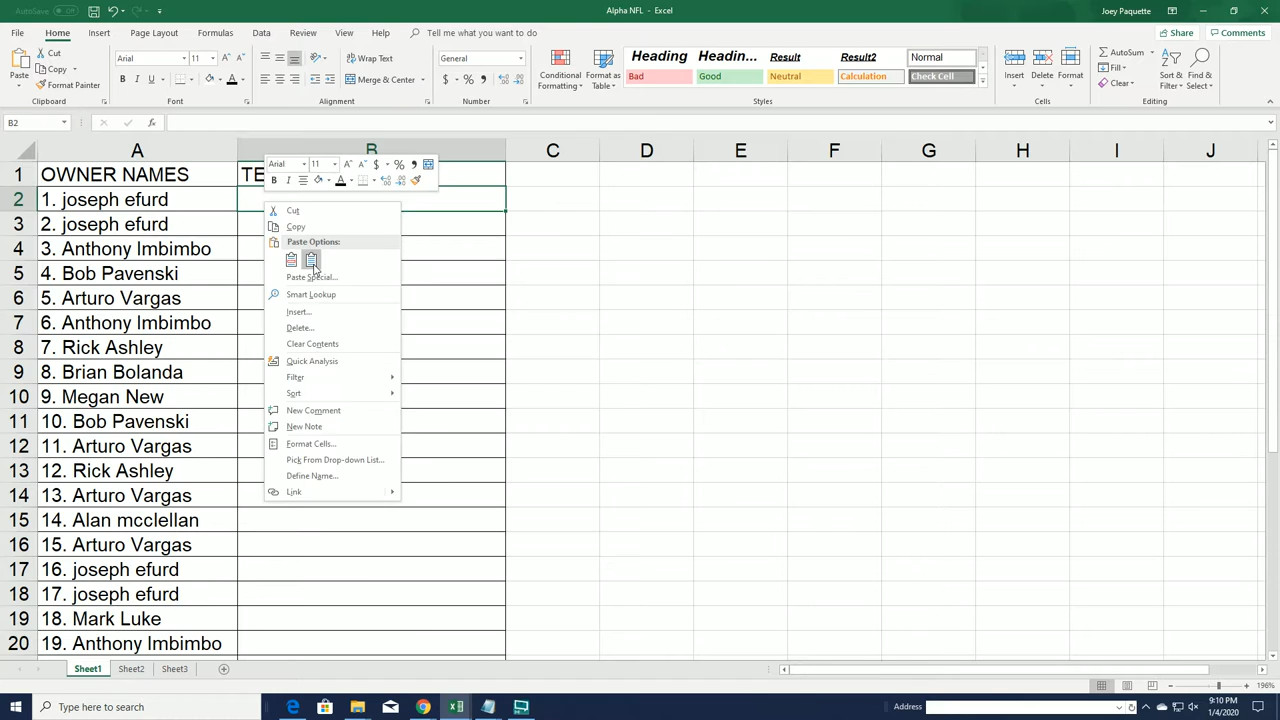 AutoSave Off Alpha NFL - Excel Joey Paquette
File Home Insert Page Layout Formulas Data Review View Help Tell me what you want to do Share Comments
Paste Cut Copy Format Painter Clipboard
Arial 11 B I U Font
Wrap Text Merge & Center Alignment
General $ % , Number
Conditional Formatting Format as Table
Heading Headin... Result Result2 Normal
Bad Good Neutral Calculation Check Cell
Styles
Insert Delete Format Cells
AutoSum Fill Clear Sort & Filter Find & Select Editing
B2 fx
A B C D E F G H I J
Arial 11 $ % ,
B I A
1 OWNER NAMES TE
2 1. joseph efurd
3 2. joseph efurd
4 3. Anthony Imbimbo
5 4. Bob Pavenski
6 5. Arturo Vargas
7 6. Anthony Imbimbo
8 7. Rick Ashley
9 8. Brian Bolanda
10 9. Megan New
11 10. Bob Pavenski
12 11. Arturo Vargas
13 12. Rick Ashley
14 13. Arturo Vargas
15 14. Alan mcclellan
16 15. Arturo Vargas
17 16. joseph efurd
18 17. joseph efurd
19 18. Mark Luke
20 19. Anthony Imbimbo
Cut
Copy
Paste Options:
Paste Special...
Smart Lookup
Insert...
Delete...
Clear Contents
Quick Analysis
Filter
Sort
New Comment
New Note
Format Cells...
Pick From Drop-down List...
Define Name...
Link
Sheet1 Sheet2 Sheet3
196%
Type here to search Address 9:10 PM
1/4/2020